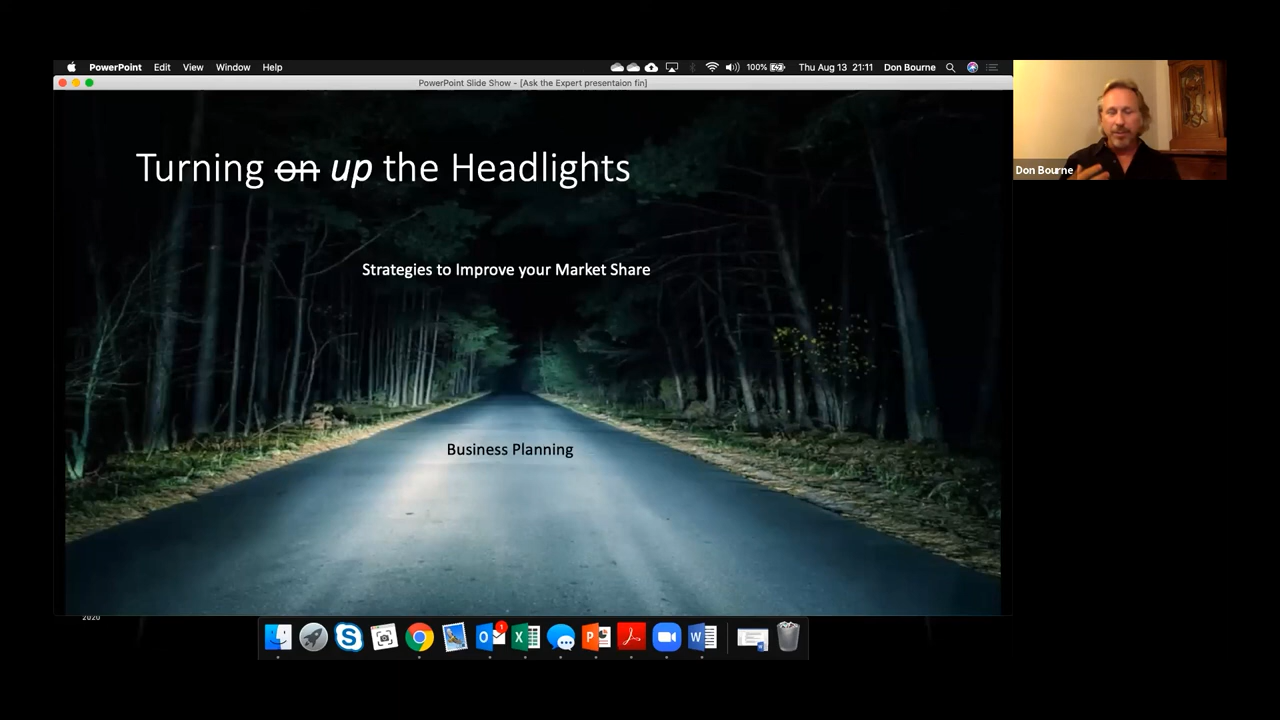 PowerPoint Edit View Window Help 100% Thu Aug 13 21:11 Don Bourne
PowerPoint Slide Show - [Ask the Expert presentaion fin]
Turning on up the Headlights
Strategies to Improve your Market Share
Business Planning
Don Bourne
2020
1